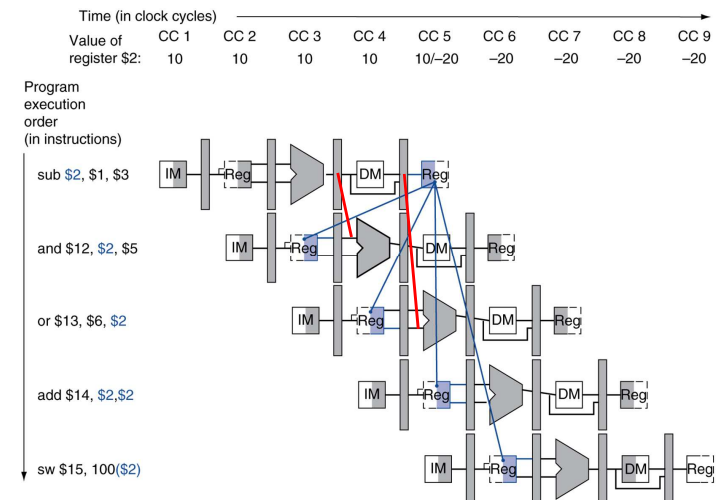 Time (in clock cycles)
Value of CC 1 CC 2 CC 3 CC 4 CC 5 CC 6 CC 7 CC 8 CC 9
register $2: 10 10 10 10 10/–20 –20 –20 –20 –20
Program
execution
order
(in instructions)
sub $2, $1, $3 IM Reg DM Reg
and $12, $2, $5 IM Reg DM Reg
or $13, $6, $2 IM Reg DM Reg
add $14, $2,$2 IM Reg DM Reg
sw $15, 100($2) IM Reg DM Reg